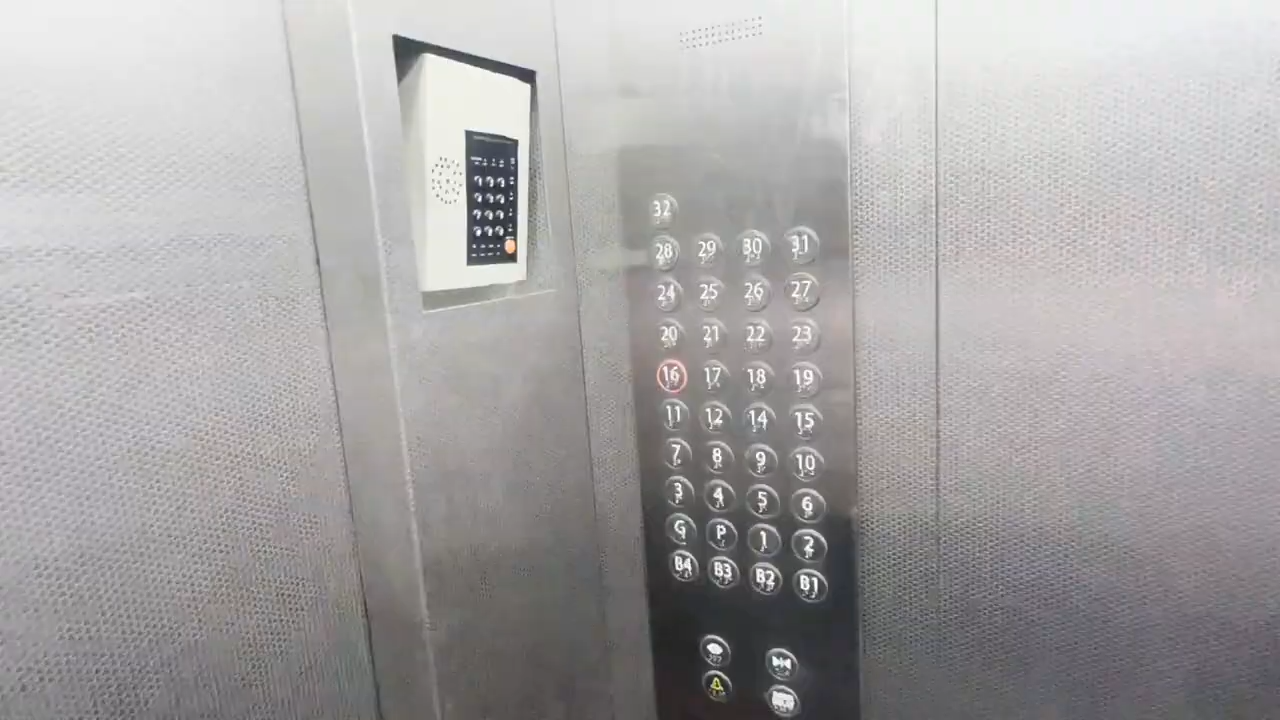 32
28 29 30 31
24 25 26 27
20 21 22 23
16 17 18 19
11 12 14 15
7 8 9 10
3 4 5 6
G P 1 2
B4 B3 B2 B1